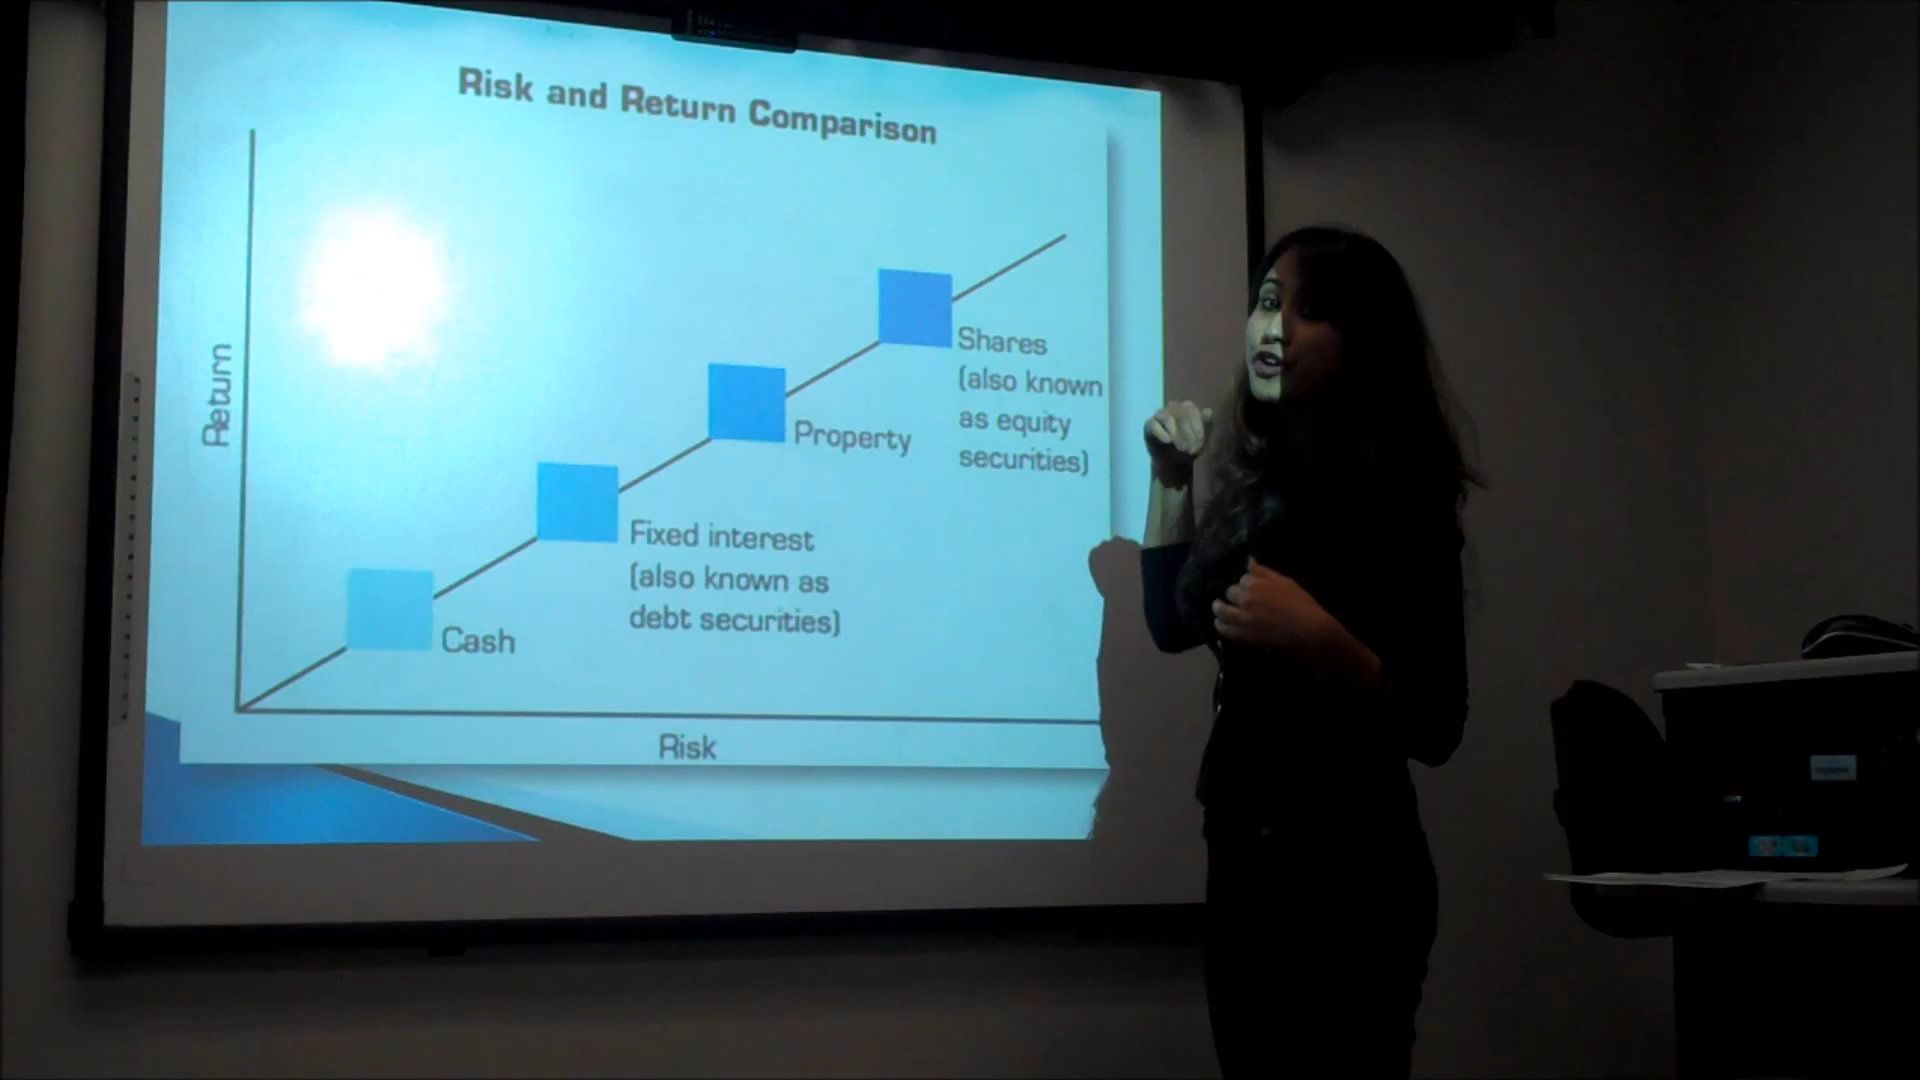 Risk and Return Comparison
Return
Shares
(also known
as equity
securities)
Property
Fixed interest
(also known as
debt securities)
Cash
Risk